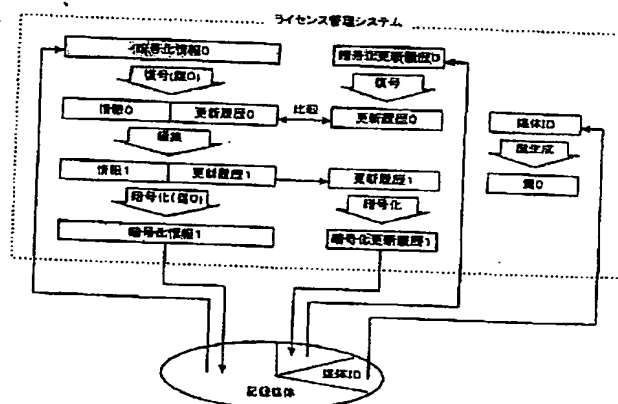 ライセンス管理システム
暗号化情報0
暗号化更新履歴0
復号(鍵0)
復号
情報0 更新履歴0
比較
更新履歴0
媒体ID
編集
鍵生成
情報1 更新履歴1
更新履歴1
鍵0
暗号化(鍵0)
暗号化
暗号化情報1
暗号化更新履歴1
媒体ID
記録媒体